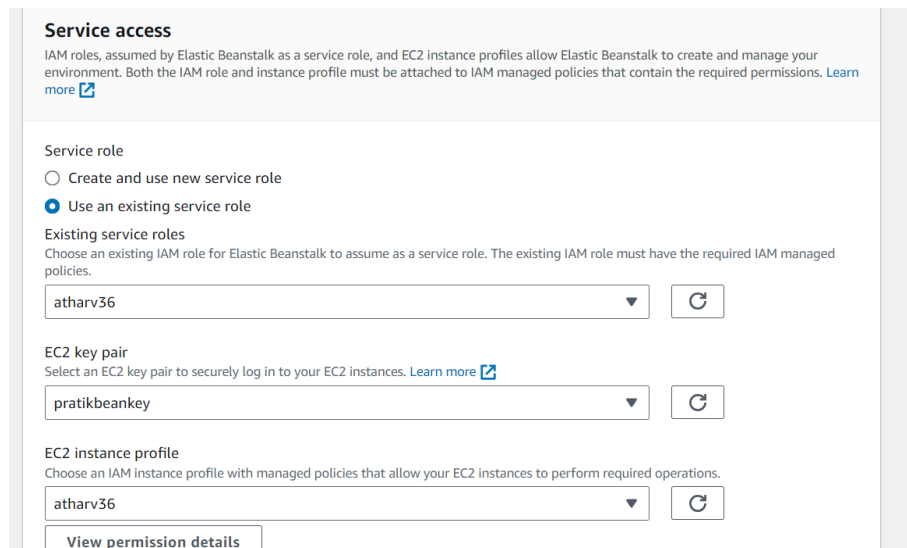 Service access
IAM roles, assumed by Elastic Beanstalk as a service role, and EC2 instance profiles allow Elastic Beanstalk to create and manage your
environment. Both the IAM role and instance profile must be attached to IAM managed policies that contain the required permissions. Learn
more
Service role
Create and use new service role
Use an existing service role
Existing service roles
Choose an existing IAM role for Elastic Beanstalk to assume as a service role. The existing IAM role must have the required IAM managed
policies.
atharv36
EC2 key pair
Select an EC2 key pair to securely log in to your EC2 instances. Learn more
pratikbeankey
EC2 instance profile
Choose an IAM instance profile with managed policies that allow your EC2 instances to perform required operations.
atharv36
View permission details